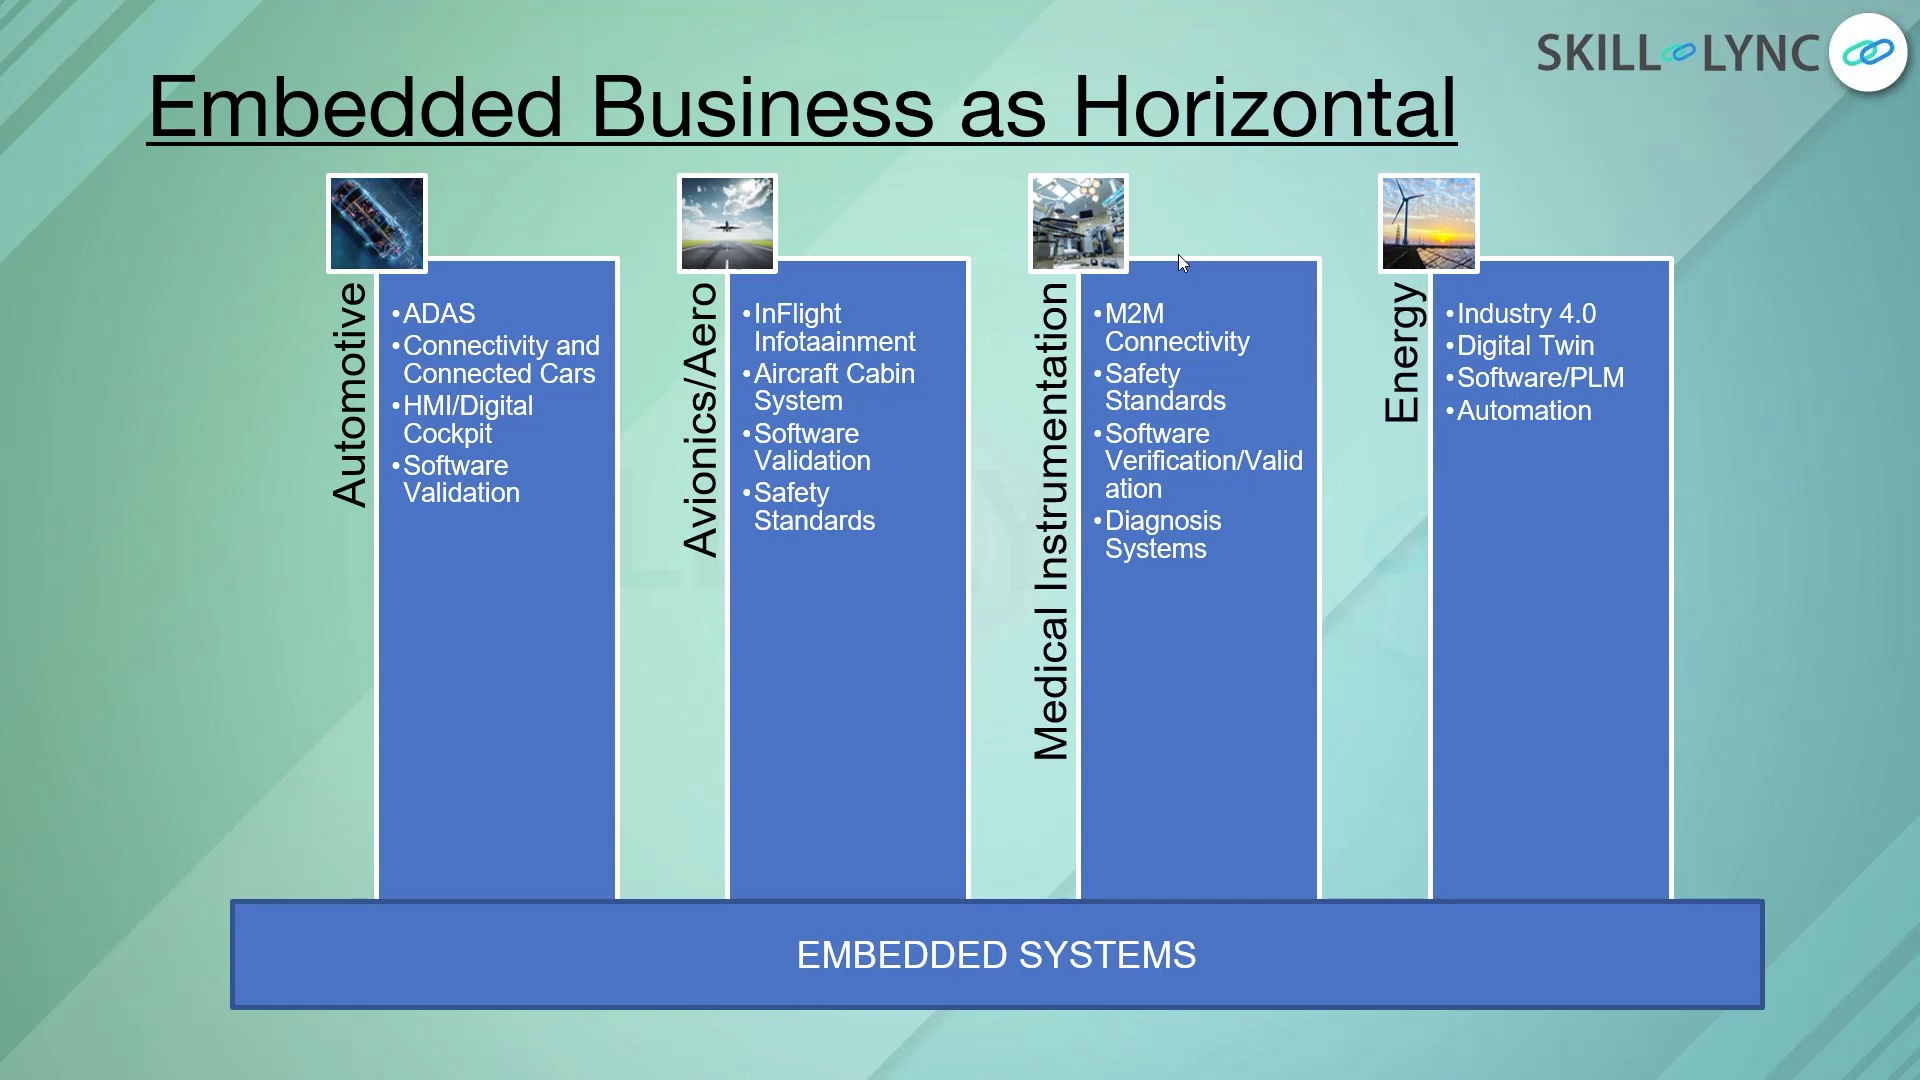 SKILL LYNC
Embedded Business as Horizontal
Automotive
•ADAS
•Connectivity and
Connected Cars
•HMI/Digital
Cockpit
•Software
Validation
Avionics/Aero
•InFlight
Infotaainment
•Aircraft Cabin
System
•Software
Validation
•Safety
Standards
Medical Instrumentation
•M2M
Connectivity
•Safety
Standards
•Software
Verification/Valid
ation
•Diagnosis
Systems
Energy
•Industry 4.0
•Digital Twin
•Software/PLM
•Automation
EMBEDDED SYSTEMS